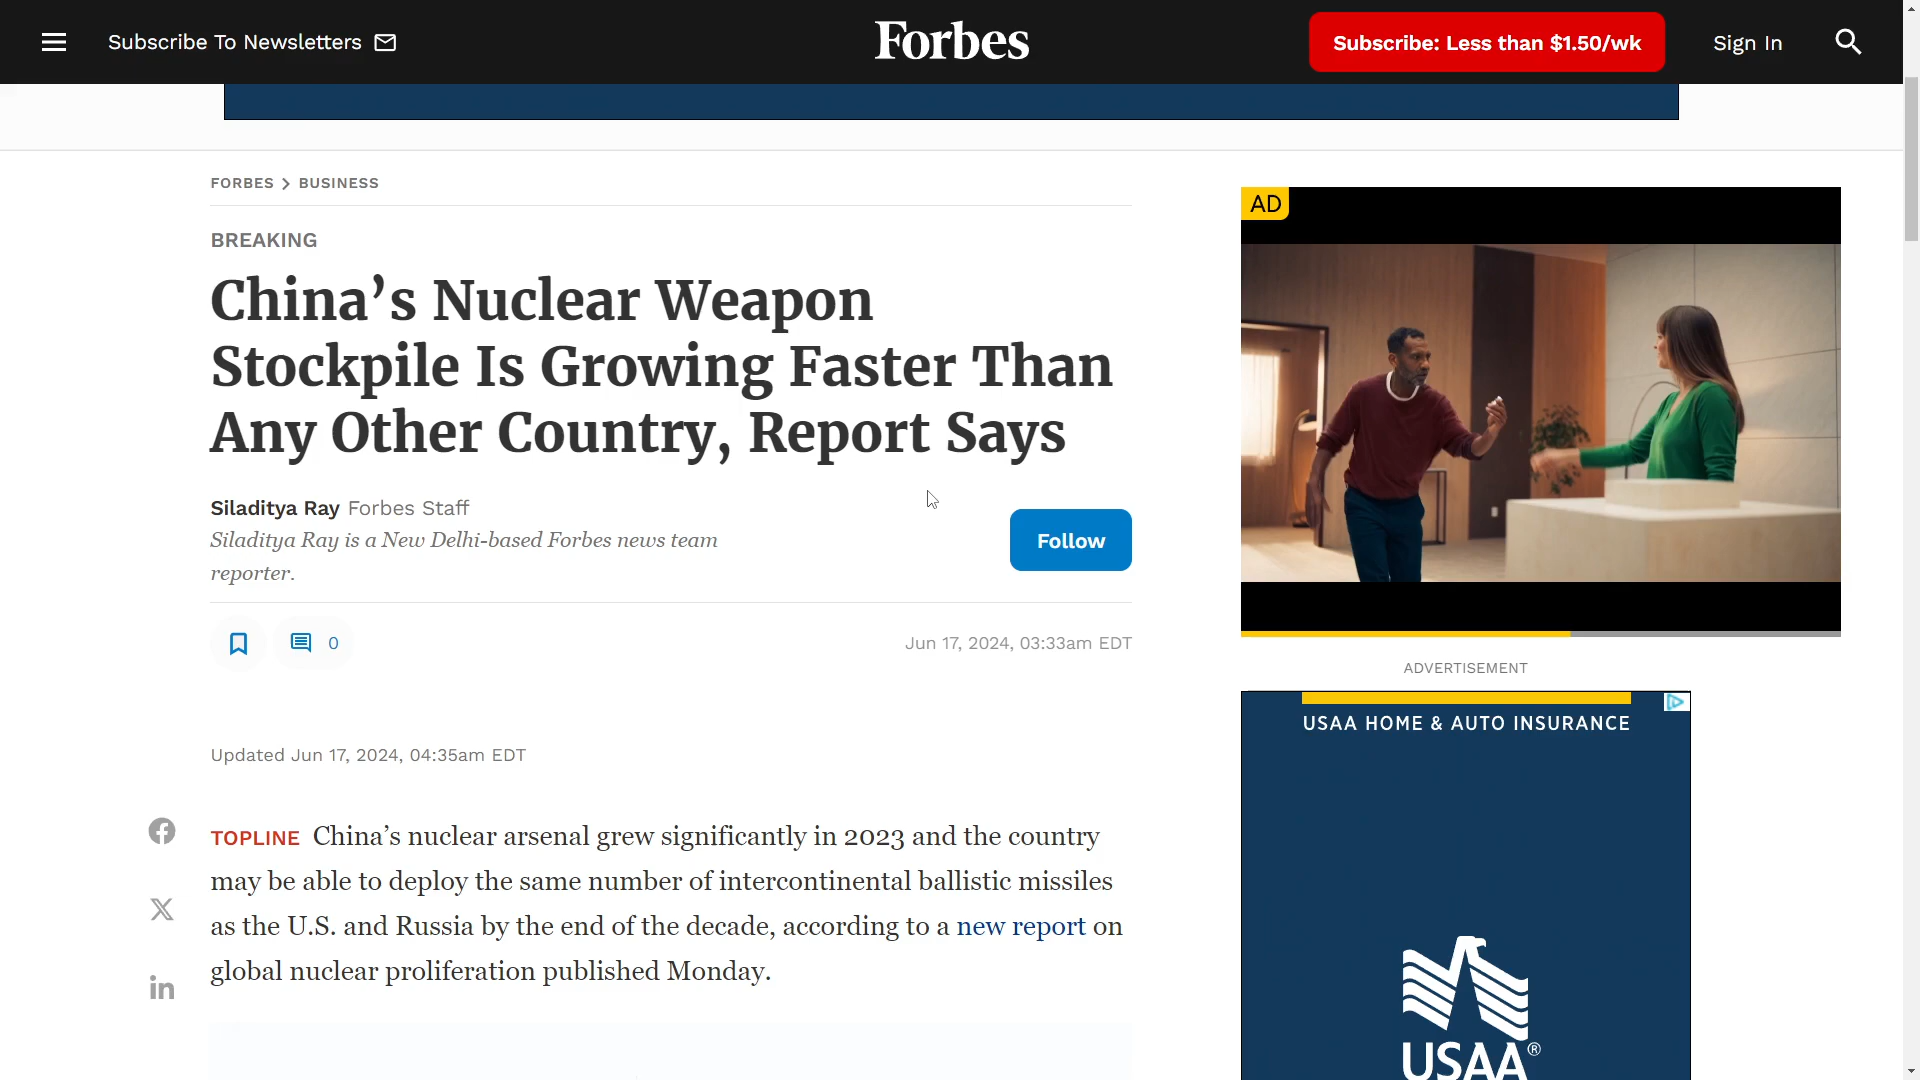 Subscribe To Newsletters
Forbes
Subscribe: Less than $1.50/wk
Sign In
FORBES > BUSINESS
BREAKING
China’s Nuclear Weapon
Stockpile Is Growing Faster Than
Any Other Country, Report Says
Siladitya Ray Forbes Staff
Siladitya Ray is a New Delhi-based Forbes news team
reporter.
Follow
0
Jun 17, 2024, 03:33am EDT
Updated Jun 17, 2024, 04:35am EDT
TOPLINE China’s nuclear arsenal grew significantly in 2023 and the country
may be able to deploy the same number of intercontinental ballistic missiles
as the U.S. and Russia by the end of the decade, according to a new report on
global nuclear proliferation published Monday.
AD
ADVERTISEMENT
USAA HOME & AUTO INSURANCE
USAA®